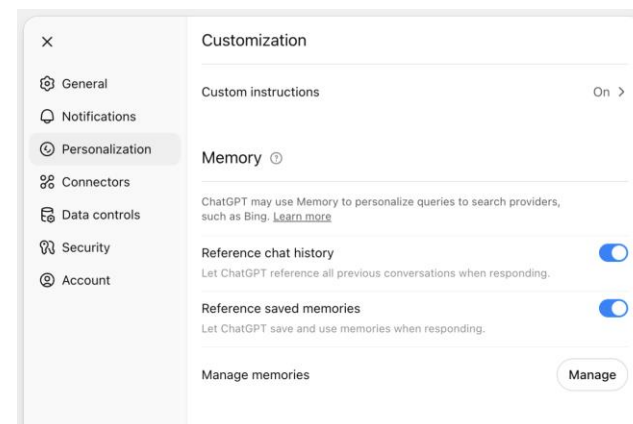 Customization
General
Notifications
Personalization
Connectors
Data controls
Security
Account
Custom instructions
On
Memory
ChatGPT may use Memory to personalize queries to search providers,
such as Bing. Learn more
Reference chat history
Let ChatGPT reference all previous conversations when responding.
Reference saved memories
Let ChatGPT save and use memories when responding.
Manage memories
Manage